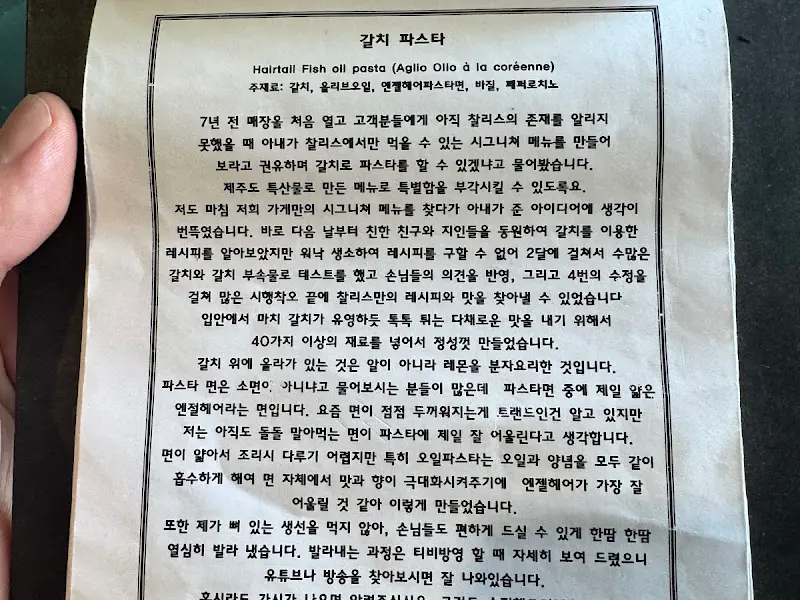 갈치 파스타
Hairtail Fish oil pasta (Aglio Olio à la coréenne)
주재료: 갈치, 올리브오일, 엔젤헤어파스타면, 바질, 페퍼로치노
7년 전 매장을 처음 열고 고객분들에게 아직 찰리스의 존재를 알리지
못했을 때 아내가 찰리스에서만 먹을 수 있는 시그니쳐 메뉴를 만들어
보라고 권유하며 갈치로 파스타를 할 수 있겠냐고 물어봤습니다.
제주도 특산물로 만든 메뉴로 특별함을 부각시킬 수 있도록요.
저도 마침 저희 가게만의 시그니쳐 메뉴를 찾다가 아내가 준 아이디어에 생각이
번뜩였습니다. 바로 다음 날부터 친한 친구와 지인들을 동원하여 갈치를 이용한
레시피를 알아보았지만 워낙 생소하여 레시피를 구할 수 없어 2달에 걸쳐서 수많은
갈치와 갈치 부속물로 테스트를 했고 손님들의 의견을 반영, 그리고 4번의 수정을
걸쳐 많은 시행착오 끝에 찰리스만의 레시피와 맛을 찾아낼 수 있었습니다
입안에서 마치 갈치가 유영하듯 톡톡 튀는 다채로운 맛을 내기 위해서
40가지 이상의 재료를 넣어서 정성껏 만들었습니다.
갈치 위에 올라가 있는 것은 알이 아니라 레몬을 분자요리한 것입니다.
파스타 면은 소면이 아니냐고 물어보시는 분들이 많은데 파스타면 중에 제일 얇은
엔젤헤어라는 면입니다. 요즘 면이 점점 두꺼워지는게 트랜드인건 알고 있지만
저는 아직도 돌돌 말아먹는 면이 파스타에 제일 잘 어울린다고 생각합니다.
면이 얇아서 조리시 다루기 어렵지만 특히 오일파스타는 오일과 양념을 모두 같이
흡수하게 해여 면 자체에서 맛과 향이 극대화시켜주기에 엔젤헤어가 가장 잘
어울릴 것 같아 이렇게 만들었습니다.
또한 제가 뼈 있는 생선을 먹지 않아, 손님들도 편하게 드실 수 있게 한땀 한땀
열심히 발라 냈습니다. 발라내는 과정은 티비방영 할 때 자세히 보여 드렸으니
유튜브나 방송을 찾아보시면 잘 나와있습니다.
혹시라도 가시가 나오면